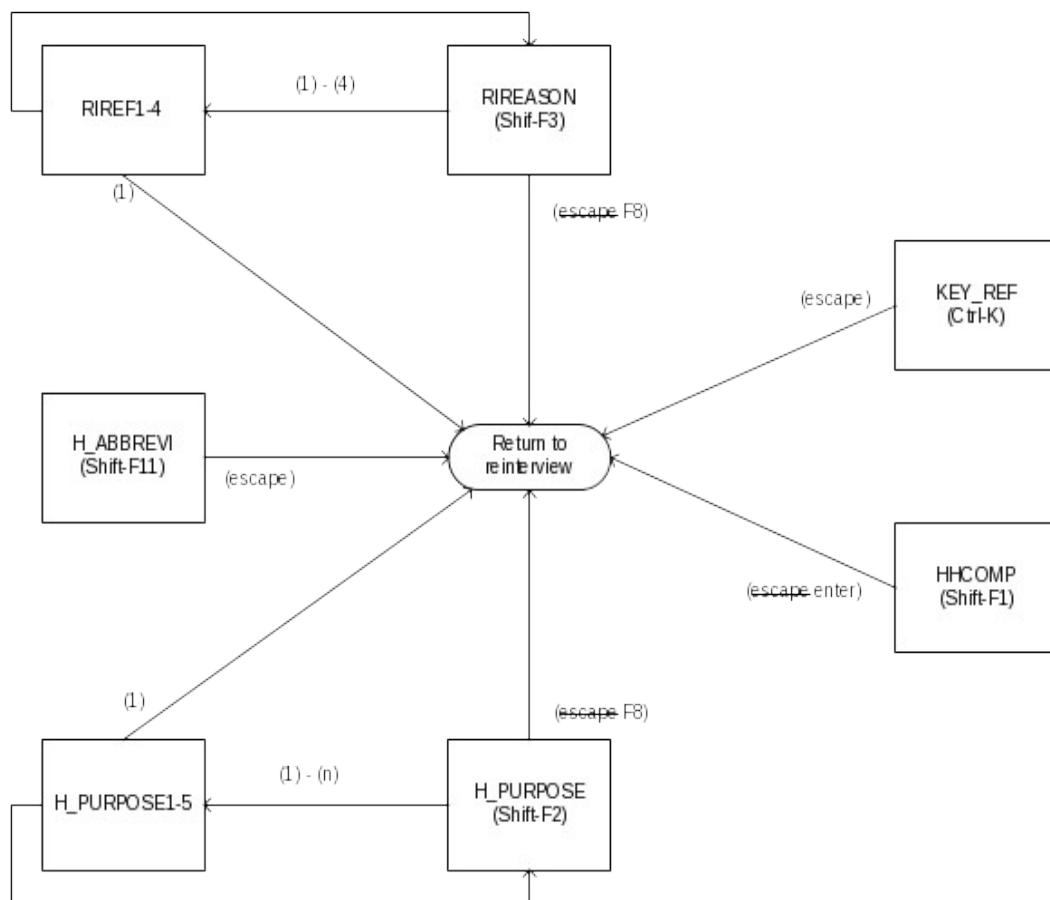 (1) - (4)
RIREF1-4
RIREASON
(Shif-F3)
(1)
(escape F8)
KEY_REF
(Ctrl-K)
(escape)
H_ABBREVI
(Shift-F11)
(escape)
Return to
reinterview
HHCOMP
(Shift-F1)
(escape enter)
(1)
(escape F8)
H_PURPOSE1-5
(1) - (n)
H_PURPOSE
(Shift-F2)